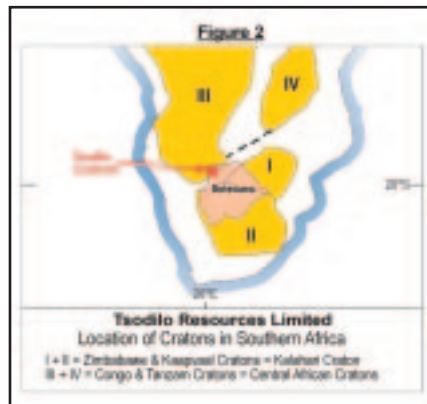 Figure 2
III
IV
Tsodilo
I
Botswana
20°S
II
20°E
Tsodilo Resources Limited
Location of Cratons in Southern Africa
I + II = Zimbabwe & Kaapvaal Cratons = Kalahari Craton
III + IV = Congo & Tanzania Cratons = Central African Cratons